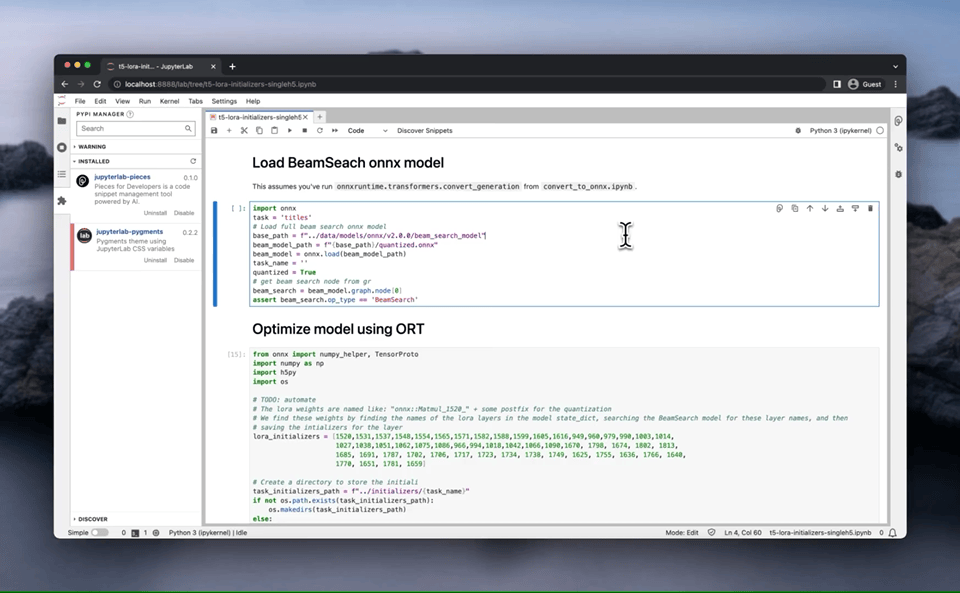 t5-lora-init... - JupyterLab
localhost:8888/lab/tree/t5-lora-initializers-singleh5.ipynb
Guest
File Edit View Run Kernel Tabs Settings Help
PYPI MANAGER
Search
WARNING
INSTALLED
jupyterlab-pieces 0.1.0
Pieces for Developers is a code
snippet management tool
powered by AI.
Uninstall Disable
lab
jupyterlab-pygments 0.2.2
Pygments theme using
JupyterLab CSS variables
Uninstall Disable
DISCOVER
t5-lora-initializers-singleh5
Code Discover Snippets Python 3 (ipykernel)
Load BeamSeach onnx model
This assumes you've run onnxruntime.transformers.convert_generation from convert_to_onnx.ipynb.
[ ]: import onnx
task = 'titles'
# Load full beam search onnx model
base_path = f"../data/models/onnx/v2.0.0/beam_search_model"
beam_model_path = f"{base_path}/quantized.onnx"
beam_model = onnx.load(beam_model_path)
task_name = ''
quantized = True
# get beam search node from gr
beam_search = beam_model.graph.node[0]
assert beam_search.op_type == 'BeamSearch'
Optimize model using ORT
[15]: from onnx import numpy_helper, TensorProto
import numpy as np
import h5py
import os
# TODO: automate
# The lora weights are named like: "onnx::Matmul_1520_" + some postfix for the quantization
# We find these weights by finding the names of the lora layers in the model state_dict, searching the BeamSearch model for these layer names, and then
# saving the intializers for the layer
lora_initializers = [1520,1531,1537,1548,1554,1565,1571,1582,1588,1599,1605,1616,949,960,979,990,1003,1014,
1027,1038,1051,1062,1075,1086,966,994,1018,1042,1066,1090,1670, 1798, 1674, 1802, 1813,
1685, 1691, 1787, 1702, 1706, 1717, 1723, 1734, 1738, 1749, 1625, 1755, 1636, 1766, 1640,
1770, 1651, 1781, 1659]
# Create a directory to store the initiali
task_initializers_path = f"../initializers/{task_name}"
if not os.path.exists(task_initializers_path):
os.makedirs(task_initializers_path)
else:
Simple 0 1 Python 3 (ipykernel) | Idle Mode: Edit Ln 4, Col 60 t5-lora-initializers-singleh5.ipynb 0